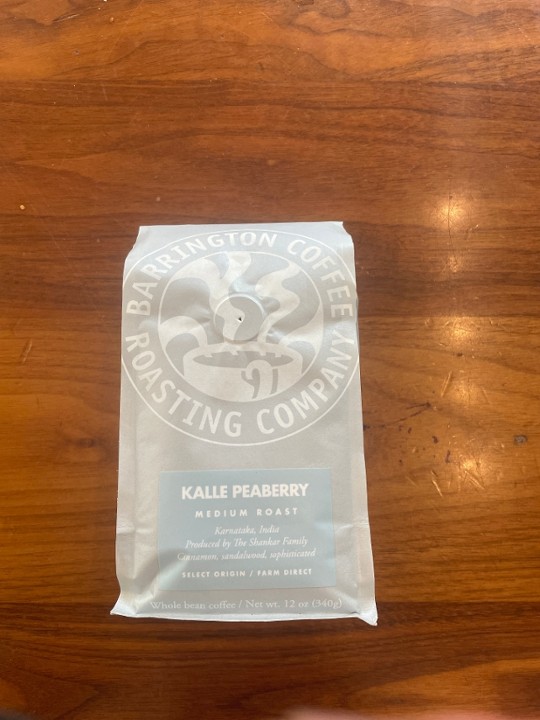 BARRINGTON COFFEE
ROASTING COMPANY
KALLE PEABERRY
MEDIUM ROAST
Karnataka, India
Produced by The Shankar Family
Cinnamon, sandalwood, sophisticated
SELECT ORIGIN / FARM DIRECT
Whole bean coffee / Net wt. 12 oz (340g)